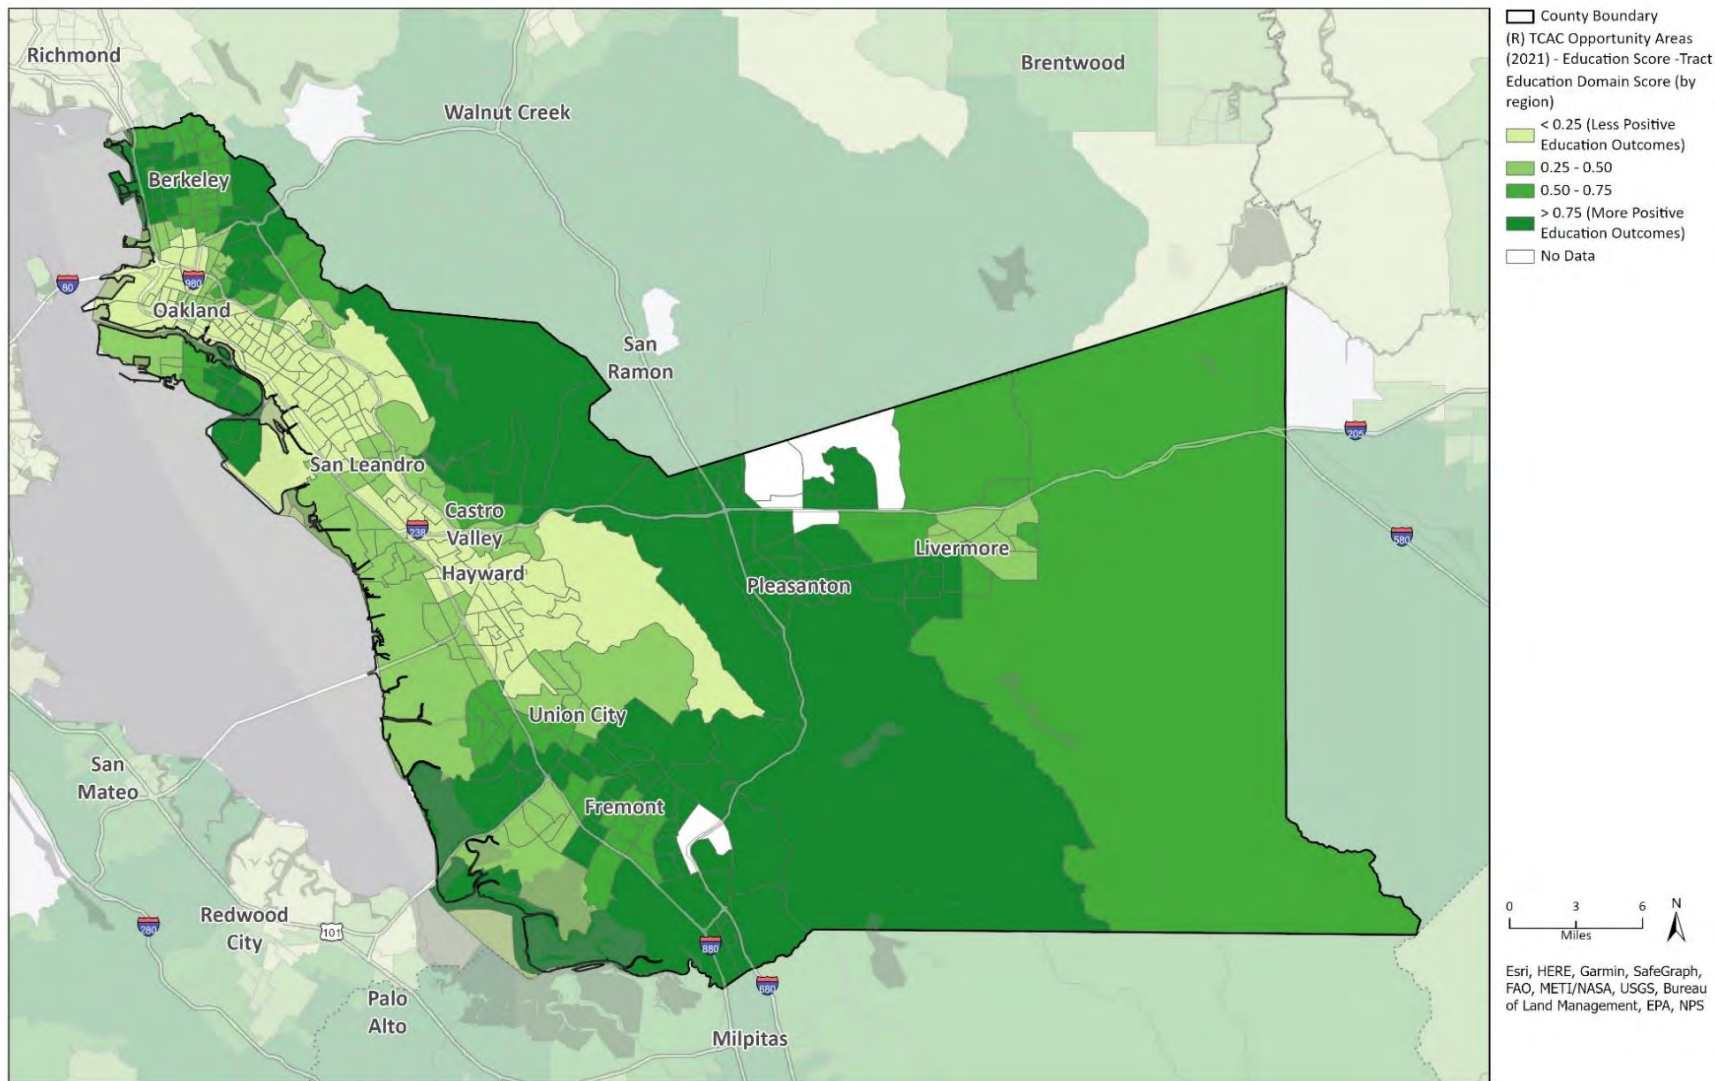 Richmond
Brentwood
Walnut Creek
Berkeley
80
980
Oakland
San
Ramon
205
San Leandro
Castro
Valley
238
580
Livermore
Hayward
Pleasanton
Union City
San
Mateo
Fremont
Redwood
City
280
101
880
680
Palo
Alto
Milpitas
County Boundary
(R) TCAC Opportunity Areas
(2021) - Education Score -Tract
Education Domain Score (by
region)
< 0.25 (Less Positive
Education Outcomes)
0.25 - 0.50
0.50 - 0.75
> 0.75 (More Positive
Education Outcomes)
No Data
0 3 6
Miles
N
Esri, HERE, Garmin, SafeGraph,
FAO, METI/NASA, USGS, Bureau
of Land Management, EPA, NPS